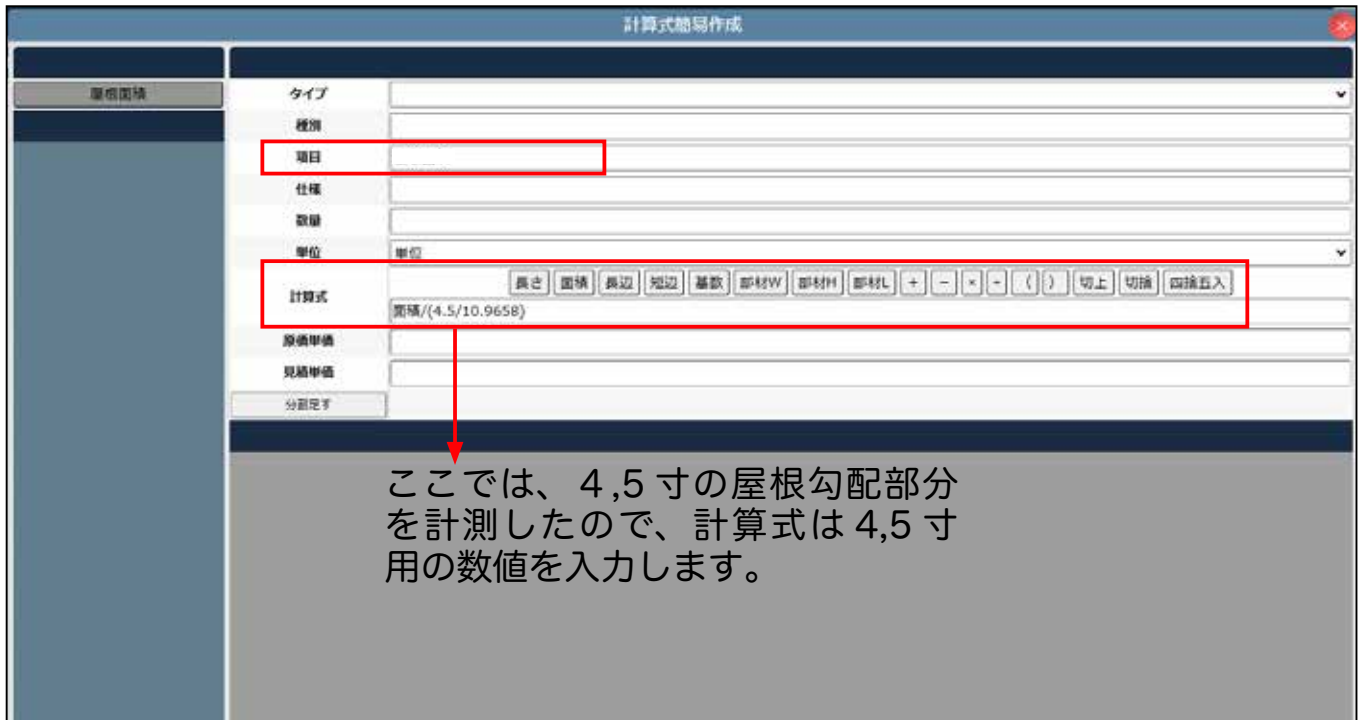 計算式簡易作成
屋根面積
タイプ
種別
項目
仕様
数量
単位 単位
長さ 面積 長辺 短辺 基数 部材W 部材H 部材L + - × ÷ ( ) 切上 切捨 四捨五入
計算式
面積/(4.5/10.9658)
原価単価
見積単価
分割足す
ここでは、４,5 寸の屋根勾配部分
を計測したので、計算式は 4,5 寸
用の数値を入力します。